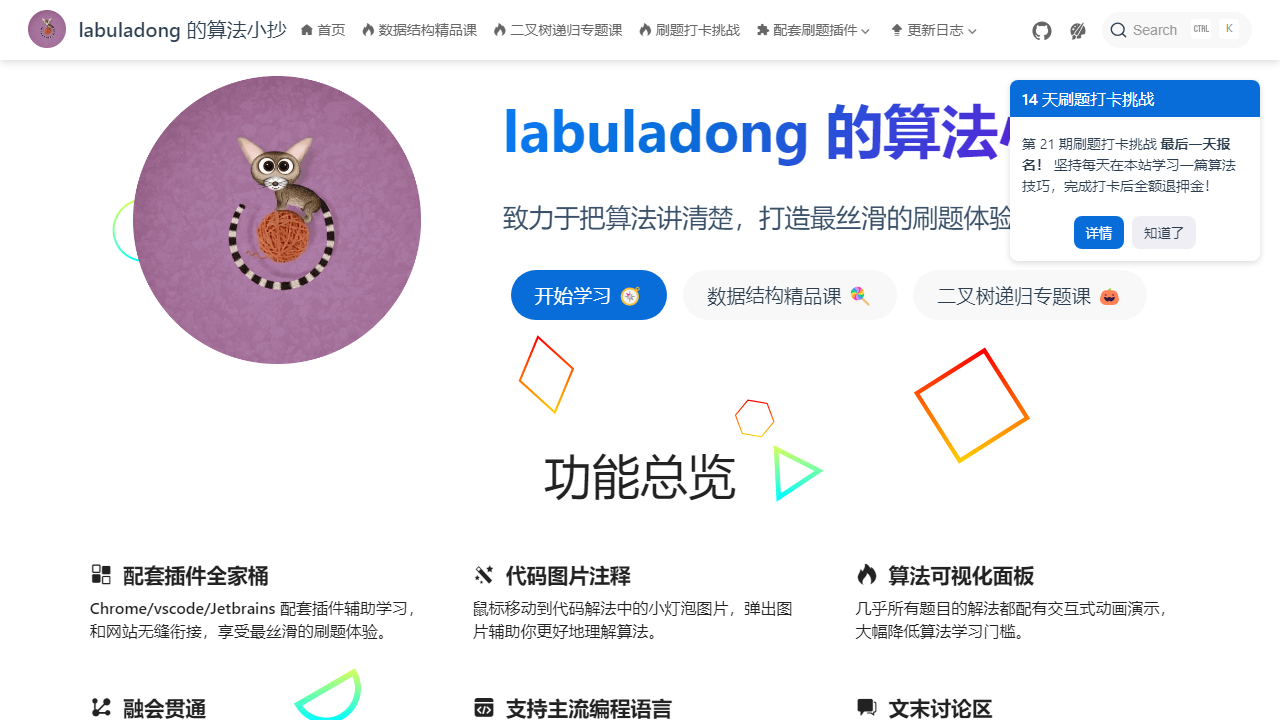 labuladong 的算法小抄
首页
数据结构精品课
二叉树递归专题课
刷题打卡挑战
配套刷题插件
更新日志
Search
CTRL
K
labuladong 的算法小
致力于把算法讲清楚，打造最丝滑的刷题体验
开始学习
数据结构精品课
二叉树递归专题课
14 天刷题打卡挑战
第 21 期刷题打卡挑战 最后一天报
名！ 坚持每天在本站学习一篇算法
技巧，完成打卡后全额退押金！
详情
知道了
功能总览
配套插件全家桶
Chrome/vscode/Jetbrains 配套插件辅助学习，
和网站无缝衔接，享受最丝滑的刷题体验。
代码图片注释
鼠标移动到代码解法中的小灯泡图片，弹出图
片辅助你更好地理解算法。
算法可视化面板
几乎所有题目的解法都配有交互式动画演示，
大幅降低算法学习门槛。
融会贯通
支持主流编程语言
文末讨论区